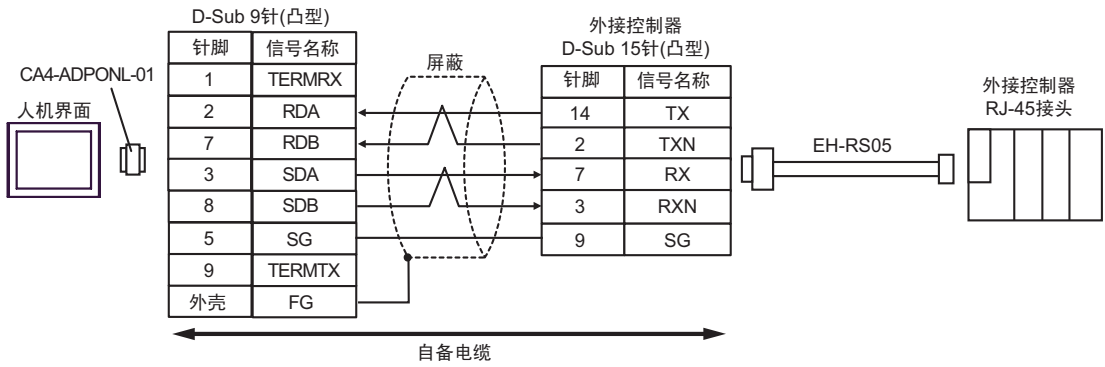 D-Sub 9针(凸型)
针脚 信号名称
1 TERMRX
2 RDA
7 RDB
3 SDA
8 SDB
5 SG
9 TERMTX
外壳 FG
CA4-ADPONL-01
人机界面
屏蔽
外接控制器
D-Sub 15针(凸型)
针脚 信号名称
14 TX
2 TXN
7 RX
3 RXN
9 SG
EH-RS05
外接控制器
RJ-45接头
自备电缆